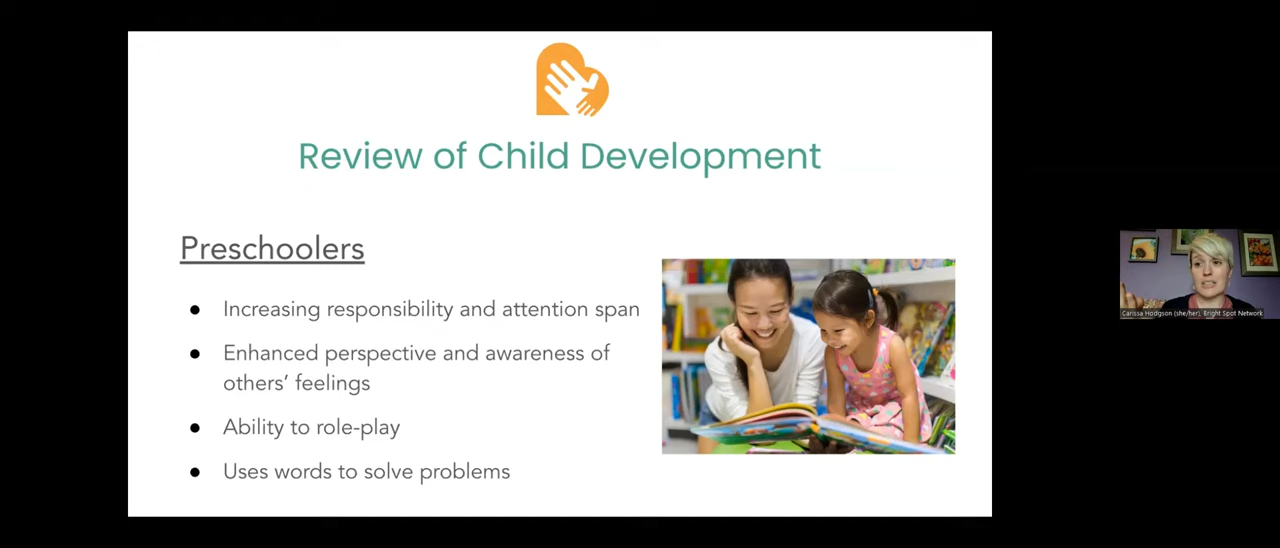 Review of Child Development
Preschoolers
● Increasing responsibility and attention span
● Enhanced perspective and awareness of
others’ feelings
● Ability to role-play
● Uses words to solve problems
Carissa Hodgson (she/her), Bright Spot Network